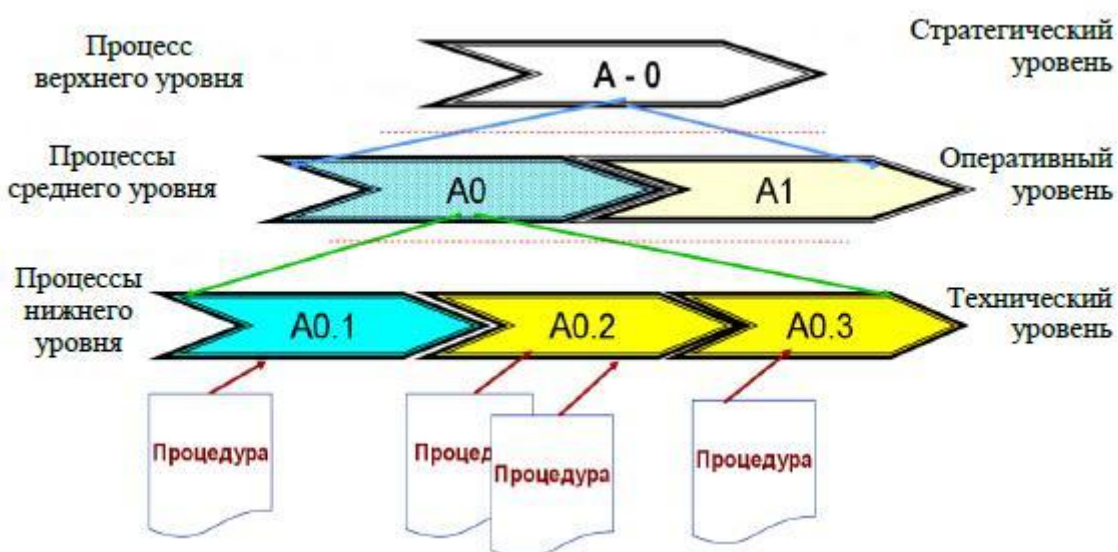 Процесс
верхнего уровня
A - 0
Стратегический
уровень
Процессы
среднего уровня
A0
A1
Оперативный
уровень
Процессы
нижнего
уровня
A0.1
A0.2
A0.3
Технический
уровень
Процедура
Процед
Процедура
Процедура